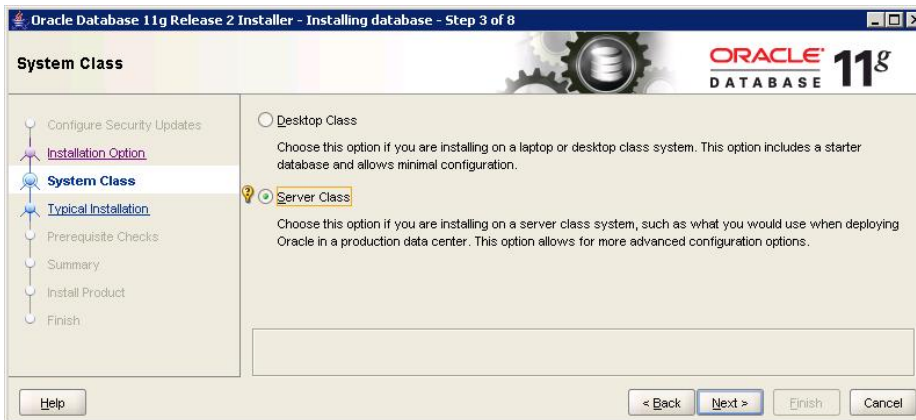 Oracle Database 11g Release 2 Installer - Installing database - Step 3 of 8
System Class
ORACLE
DATABASE 11g
Configure Security Updates
Installation Option
System Class
Typical Installation
Prerequisite Checks
Summary
Install Product
Finish
Desktop Class
Choose this option if you are installing on a laptop or desktop class system. This option includes a starter
database and allows minimal configuration.
Server Class
Choose this option if you are installing on a server class system, such as what you would use when deploying
Oracle in a production data center. This option allows for more advanced configuration options.
Help
< Back
Next >
Finish
Cancel